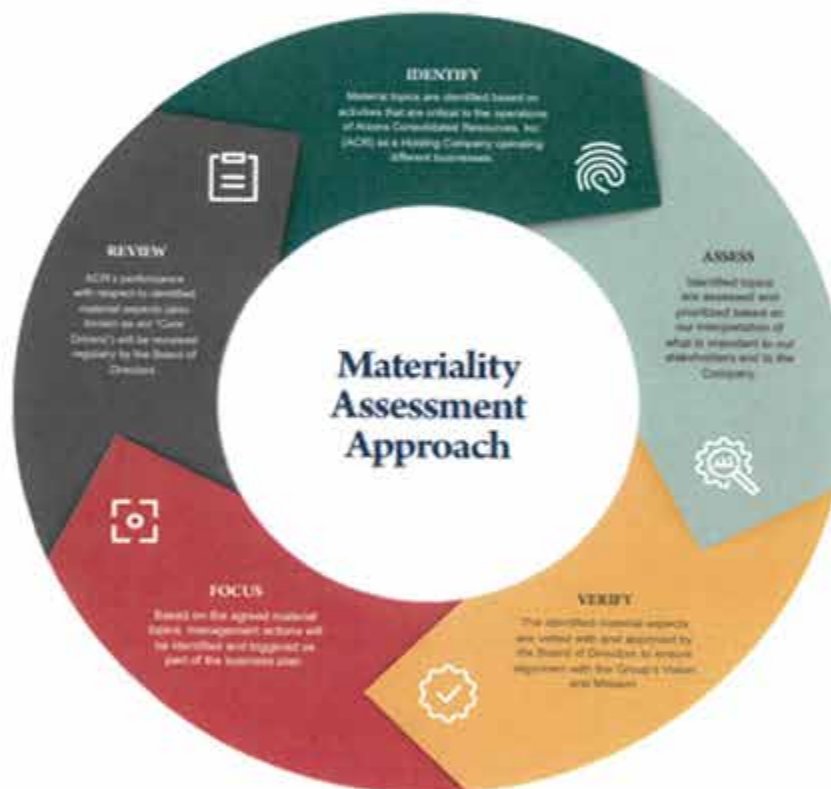 IDENTIFY
Material topics are identified based on
activities that are critical to the operations
of Alsons Consolidated Resources, Inc.
(ACR) as a Holding Company operating
different businesses.
ASSESS
Identified topics
are assessed and
prioritized based on
our interpretation of
what is important to our
stakeholders and to the
Company.
VERIFY
The identified material aspects
are vetted with and approved by
the Board of Directors to ensure
alignment with the Group's Vision
and Mission
FOCUS
Based on the agreed material
topics, management actions will
be identified and triggered as
part of the business plan
REVIEW
ACR's performance
with respect to identified
material aspects (also
known as our "Core
Drivers") will be reviewed
regularly by the Board of
Directors
Materiality
Assessment
Approach